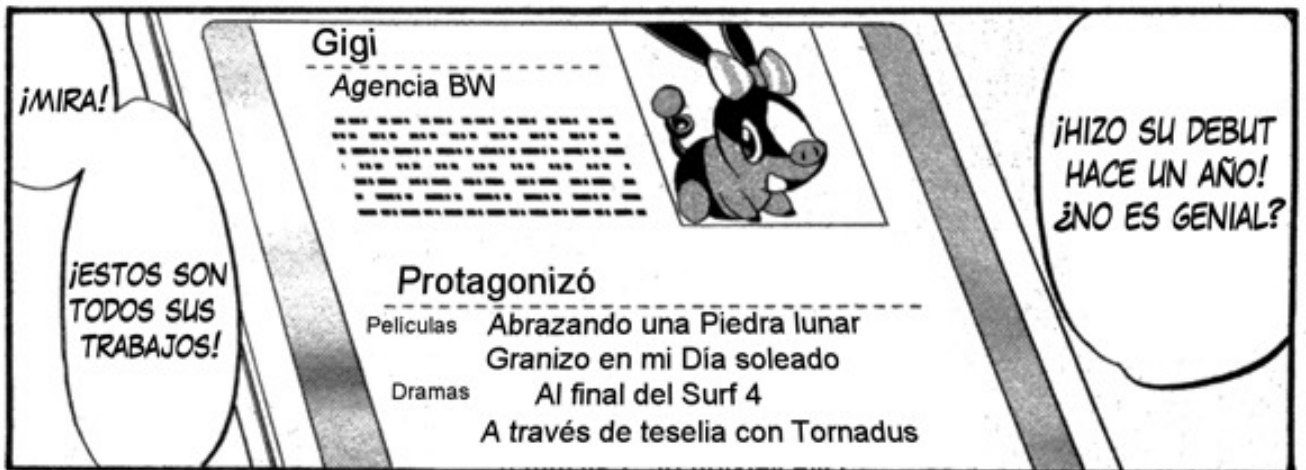 ¡HIZO SU DEBUT
HACE UN AÑO!
¿NO ES GENIAL?
¡MIRA!
¡ESTOS SON
TODOS SUS
TRABAJOS!
Gigi
Agencia BW
Protagonizó
Películas Abrazando una Piedra lunar
Granizo en mi Día soleado
Dramas Al final del Surf 4
A través de teselia con Tornadus